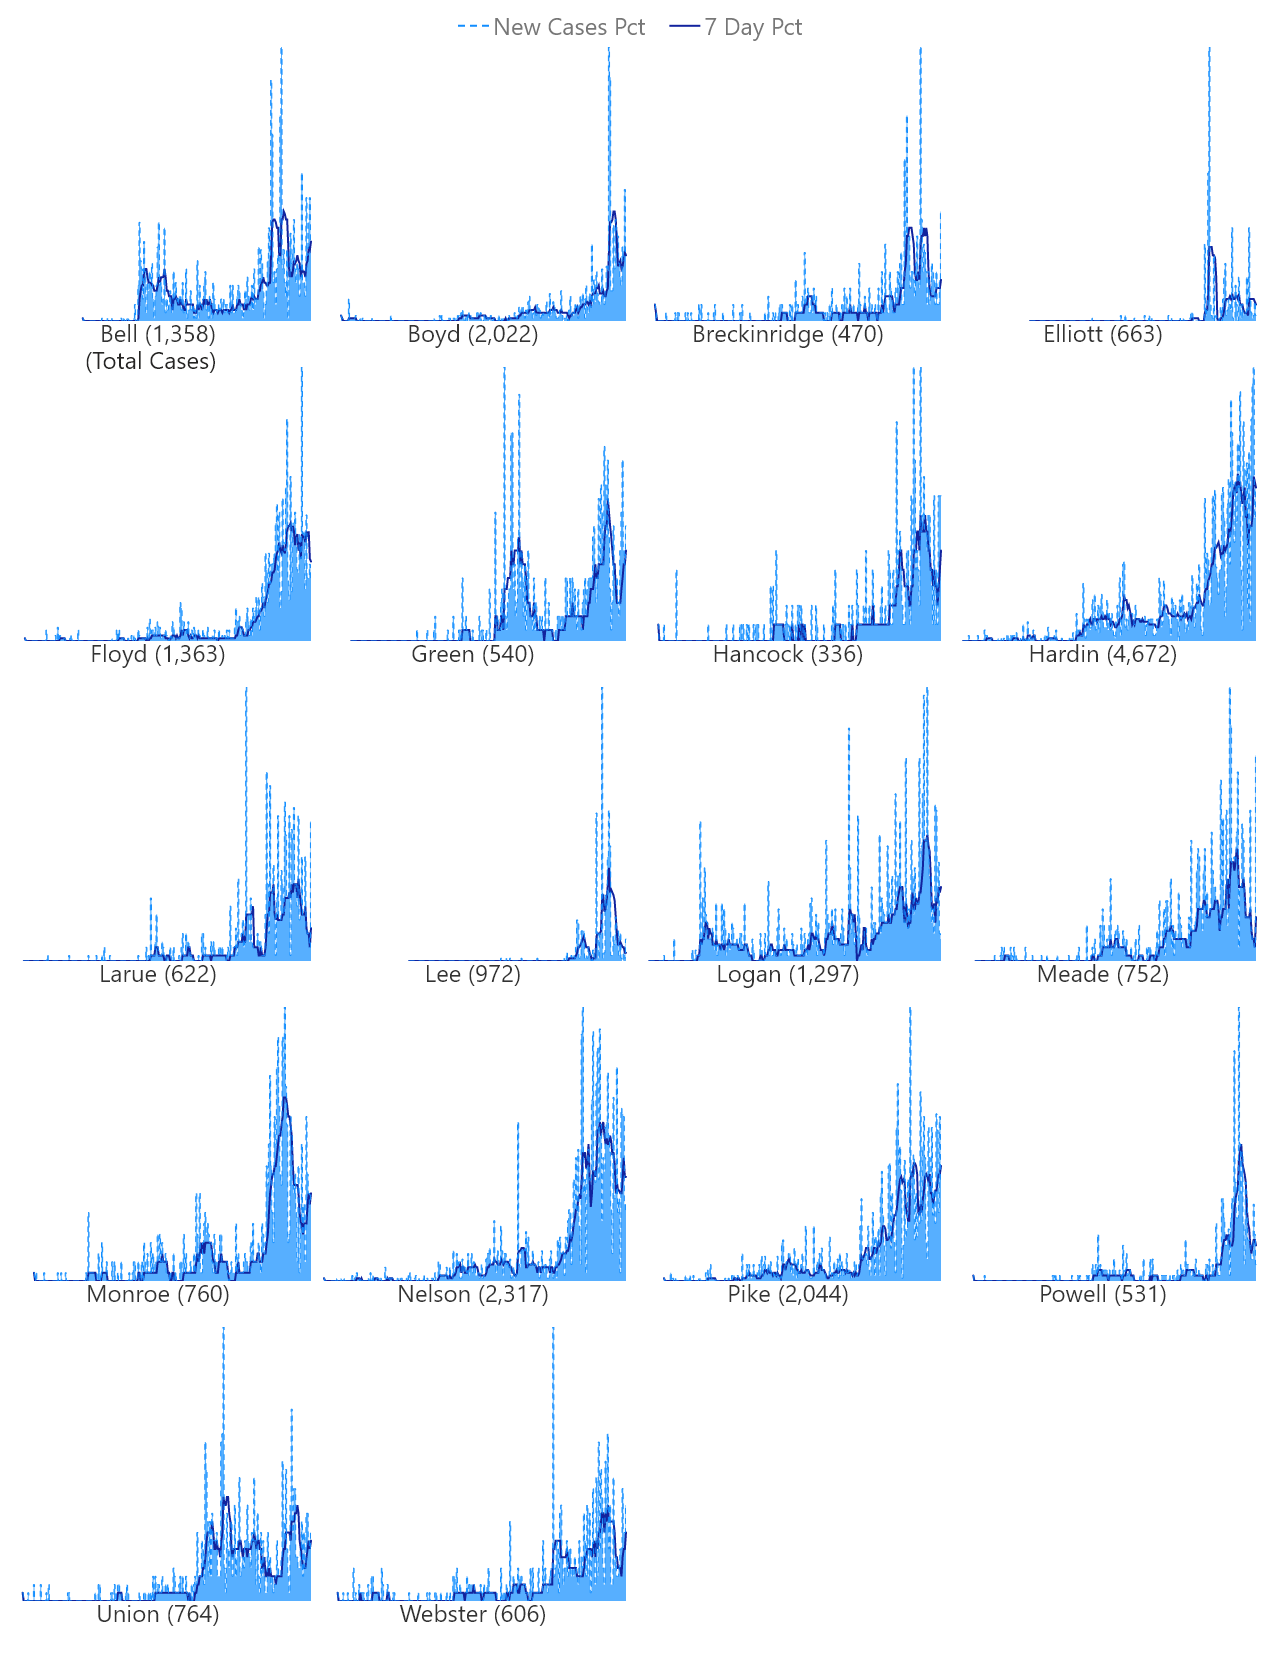 New Cases Pct 7 Day Pct
Bell (1,358) Boyd (2,022) Breckinridge (470) Elliott (663)
(Total Cases)
Floyd (1,363) Green (540) Hancock (336) Hardin (4,672)
Larue (622) Lee (972) Logan (1,297) Meade (752)
Monroe (760) Nelson (2,317) Pike (2,044) Powell (531)
Union (764) Webster (606)